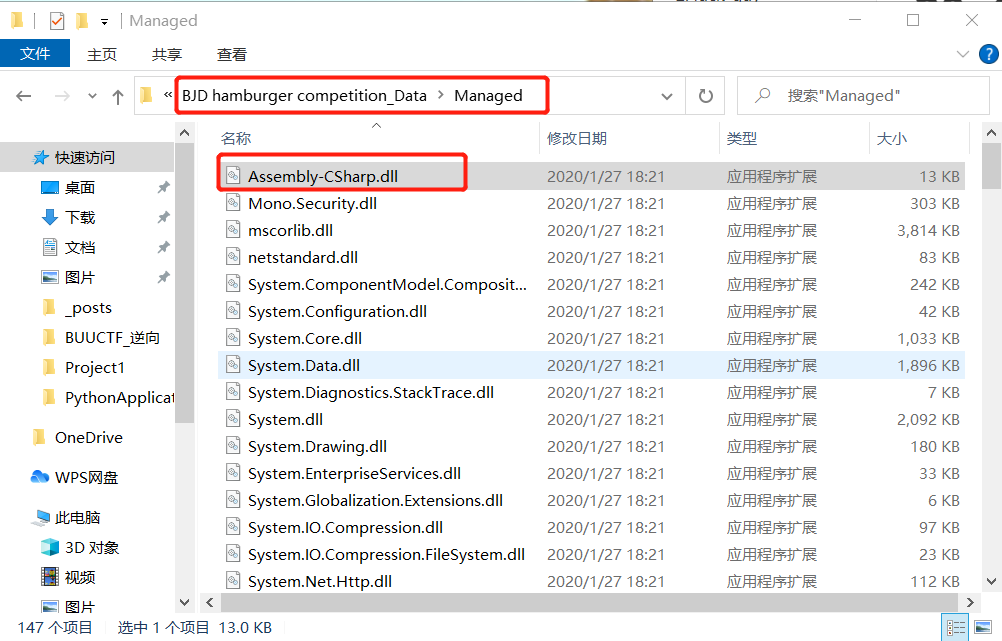 Managed
文件 主页 共享 查看
« BJD hamburger competition_Data > Managed 搜索"Managed"
名称 修改日期 类型 大小
快速访问
桌面
下载
文档
图片
_posts
BUUCTF_逆向
Project1
PythonApplicat
OneDrive
WPS网盘
此电脑
3D 对象
视频
图片
Assembly-CSharp.dll 2020/1/27 18:21 应用程序扩展 13 KB
Mono.Security.dll 2020/1/27 18:21 应用程序扩展 303 KB
mscorlib.dll 2020/1/27 18:21 应用程序扩展 3,814 KB
netstandard.dll 2020/1/27 18:21 应用程序扩展 83 KB
System.ComponentModel.Composit... 2020/1/27 18:21 应用程序扩展 242 KB
System.Configuration.dll 2020/1/27 18:21 应用程序扩展 42 KB
System.Core.dll 2020/1/27 18:21 应用程序扩展 1,033 KB
System.Data.dll 2020/1/27 18:21 应用程序扩展 1,896 KB
System.Diagnostics.StackTrace.dll 2020/1/27 18:21 应用程序扩展 7 KB
System.dll 2020/1/27 18:21 应用程序扩展 2,092 KB
System.Drawing.dll 2020/1/27 18:21 应用程序扩展 180 KB
System.EnterpriseServices.dll 2020/1/27 18:21 应用程序扩展 33 KB
System.Globalization.Extensions.dll 2020/1/27 18:21 应用程序扩展 6 KB
System.IO.Compression.dll 2020/1/27 18:21 应用程序扩展 97 KB
System.IO.Compression.FileSystem.dll 2020/1/27 18:21 应用程序扩展 23 KB
System.Net.Http.dll 2020/1/27 18:21 应用程序扩展 112 KB
147 个项目 选中 1 个项目 13.0 KB